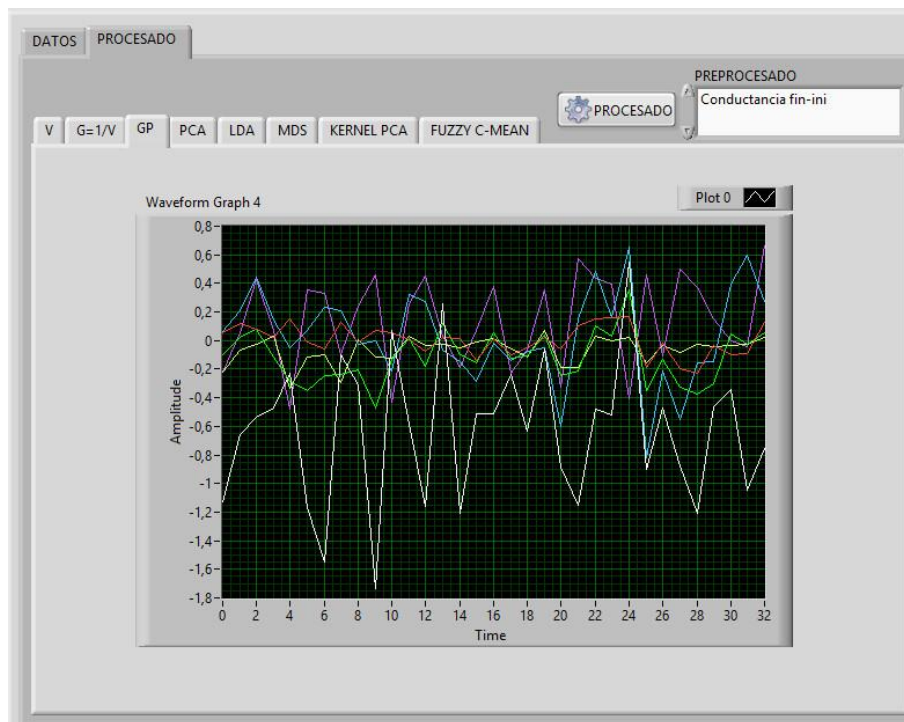 DATOS PROCESADO
PREPROCESADO
PROCESADO Conductancia fin-ini
V G=1/V GP PCA LDA MDS KERNEL PCA FUZZY C-MEAN
Waveform Graph 4 Plot 0
0,8
0,6
0,4
0,2
0
-0,2
-0,4
-0,6
-0,8
-1
-1,2
-1,4
-1,6
-1,8
Amplitude
0 2 4 6 8 10 12 14 16 18 20 22 24 26 28 30 32
Time